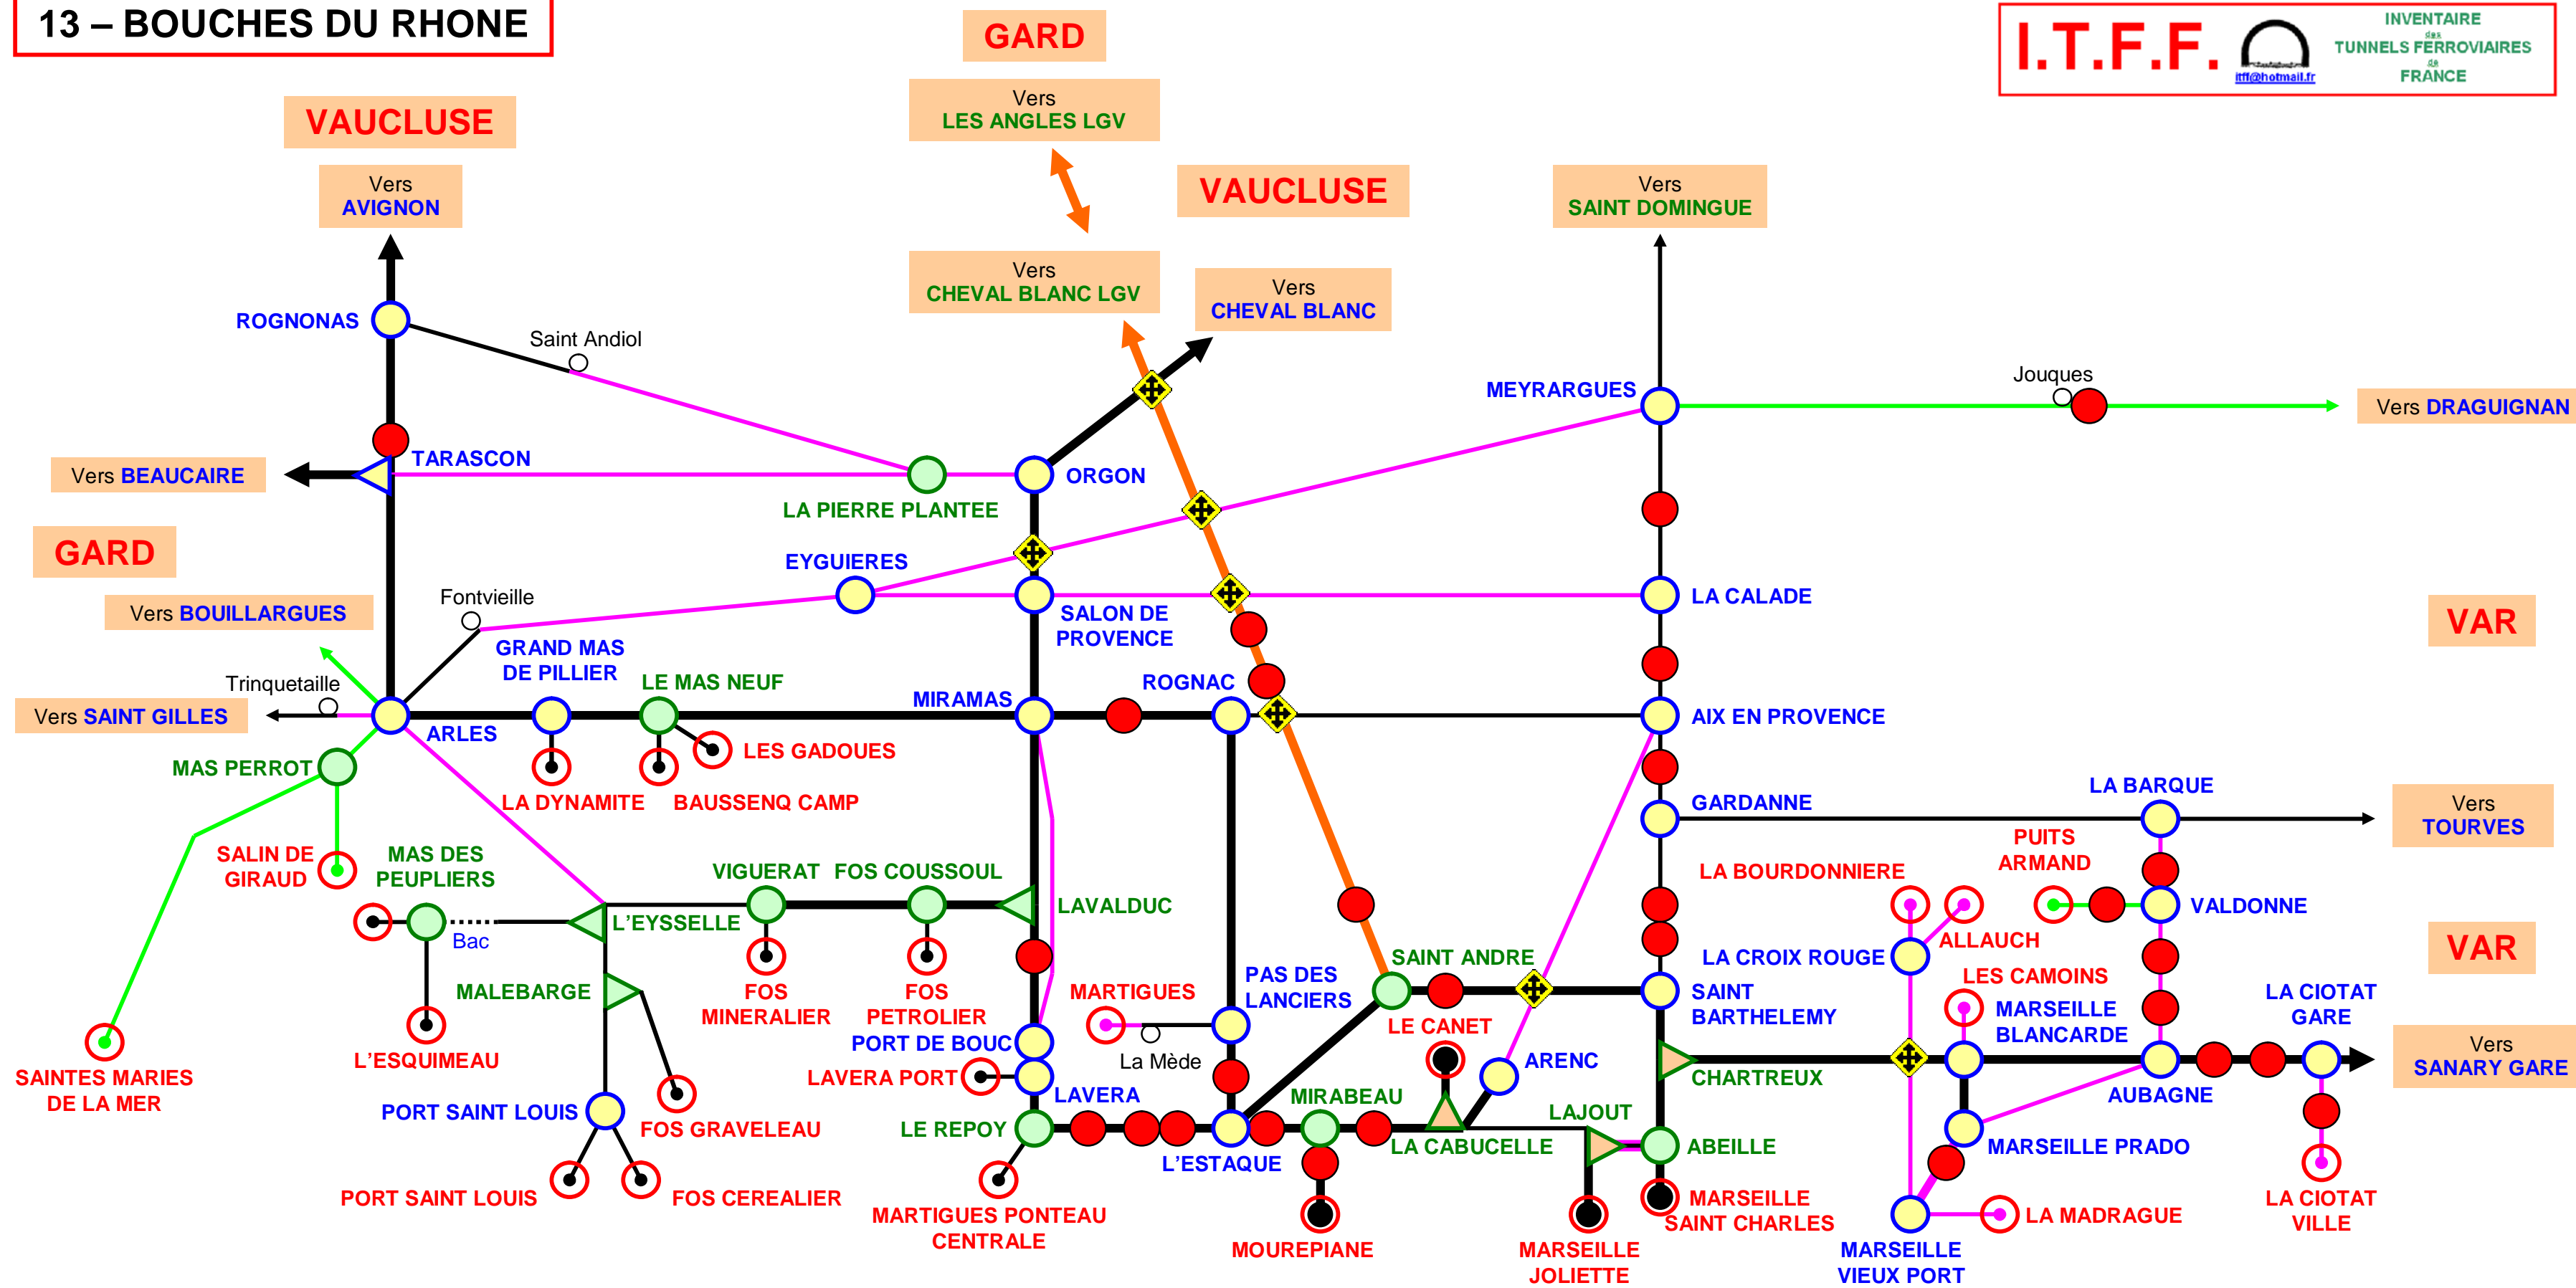 13 – BOUCHES DU RHONE
I.T.F.F.
itff@hotmail.fr
INVENTAIRE
des
TUNNELS FERROVIAIRES
de
FRANCE
GARD
Vers
LES ANGLES LGV
VAUCLUSE
Vers
AVIGNON
VAUCLUSE
Vers
SAINT DOMINGUE
Vers
CHEVAL BLANC LGV
Vers
CHEVAL BLANC
ROGNONAS
Saint Andiol
MEYRARGUES
Jouques
Vers DRAGUIGNAN
TARASCON
Vers BEAUCAIRE
ORGON
LA PIERRE PLANTEE
GARD
EYGUIERES
Vers BOUILLARGUES
Fontvieille
SALON DE
PROVENCE
LA CALADE
VAR
GRAND MAS
DE PILLIER
Trinquetaille
LE MAS NEUF
MIRAMAS
ROGNAC
Vers SAINT GILLES
ARLES
AIX EN PROVENCE
LES GADOUES
MAS PERROT
LA DYNAMITE
BAUSSENQ CAMP
GARDANNE
LA BARQUE
Vers
TOURVES
SALIN DE
GIRAUD
MAS DES
PEUPLIERS
VIGUERAT
FOS COUSSOUL
LAVALDUC
LA BOURDONNIERE
PUITS
ARMAND
VALDONNE
L'EYSSELLE
Bac
ALLAUCH
VAR
SAINT ANDRE
LA CROIX ROUGE
MALEBARGE
FOS
MINERALIER
FOS
PETROLIER
MARTIGUES
PAS DES
LANCIERS
SAINT
BARTHELEMY
LES CAMOINS
MARSEILLE
BLANCARDE
LA CIOTAT
GARE
L'ESQUIMEAU
PORT DE BOUC
La Mède
LE CANET
ARENC
CHARTREUX
Vers
SANARY GARE
SAINTES MARIES
DE LA MER
LAVERA PORT
LAVERA
MIRABEAU
AUBAGNE
PORT SAINT LOUIS
FOS GRAVELEAU
LE REPOY
L'ESTAQUE
LA CABUCELLE
LAJOUT
ABEILLE
MARSEILLE PRADO
PORT SAINT LOUIS
FOS CEREALIER
MARTIGUES PONTEAU
CENTRALE
MOUREPIANE
MARSEILLE
JOLIETTE
MARSEILLE
SAINT CHARLES
MARSEILLE
VIEUX PORT
LA MADRAGUE
LA CIOTAT
VILLE